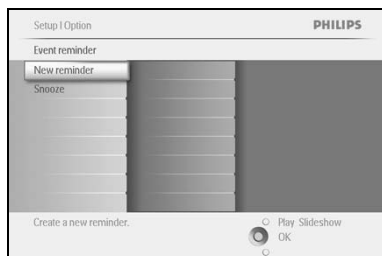 Setup | Option PHILIPS
Event reminder
New reminder
Snooze
Create a new reminder. Play Slideshow
OK